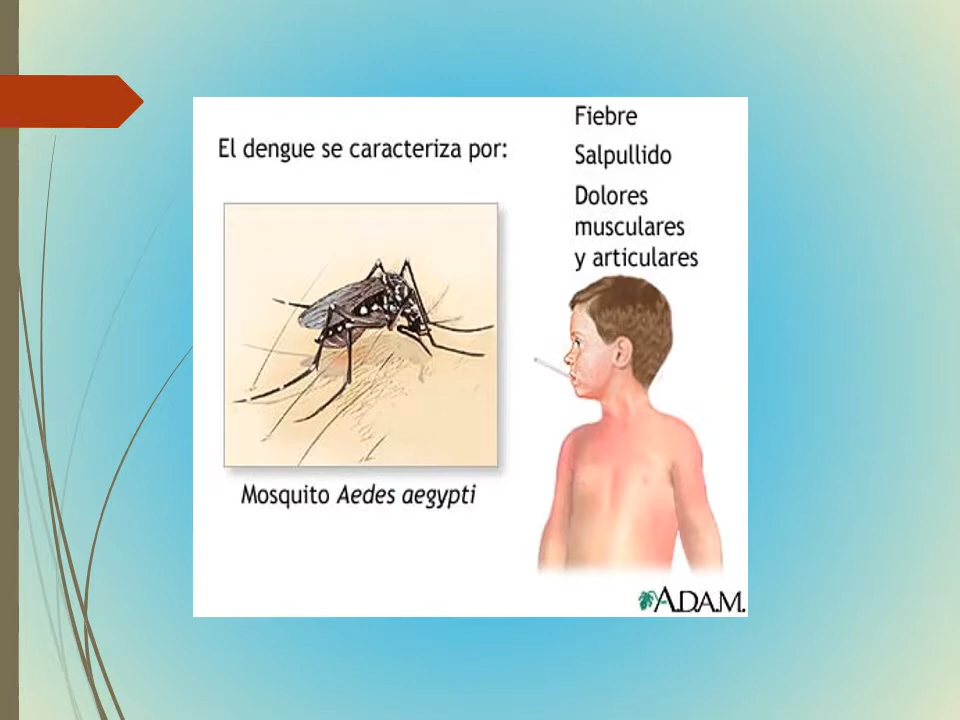 El dengue se caracteriza por:
Fiebre
Salpullido
Dolores
musculares
y articulares
Mosquito Aedes aegypti
A.D.A.M.